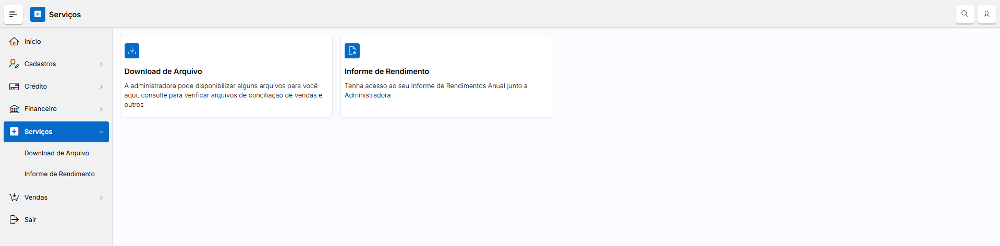 Serviços
Início
Cadastros
Crédito
Financeiro
Serviços
Download de Arquivo
Informe de Rendimento
Vendas
Sair
Download de Arquivo
A administradora pode disponibilizar alguns arquivos para você
aqui, consulte para verificar arquivos de conciliação de vendas e
outros
Informe de Rendimento
Tenha acesso ao seu Informe de Rendimentos Anual junto a
Administradora